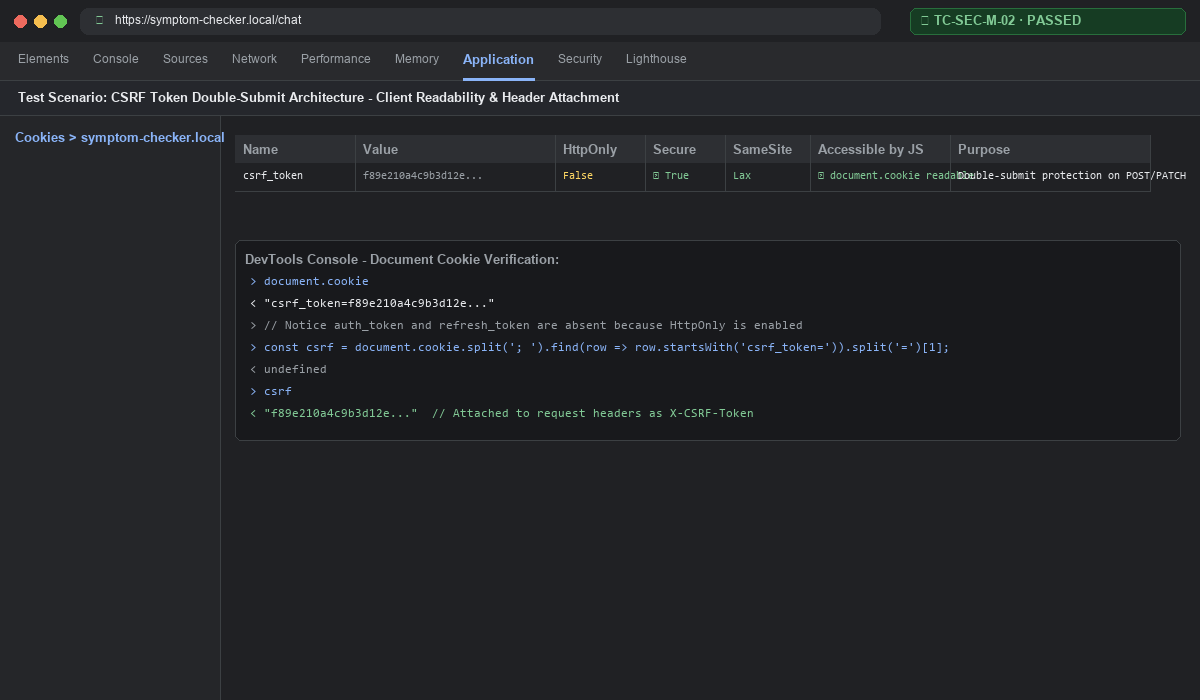 https://symptom-checker.local/chat
TC-SEC-M-02 · PASSED
Elements Console Sources Network Performance Memory Application Security Lighthouse
Test Scenario: CSRF Token Double-Submit Architecture - Client Readability & Header Attachment
Cookies > symptom-checker.local
Name Value HttpOnly Secure SameSite Accessible by JS Purpose
csrf_token f89e210a4c9b3d12e... False True Lax document.cookie readable Double-submit protection on POST/PATCH
DevTools Console - Document Cookie Verification:
> document.cookie
< "csrf_token=f89e210a4c9b3d12e..."
> // Notice auth_token and refresh_token are absent because HttpOnly is enabled
> const csrf = document.cookie.split('; ').find(row => row.startsWith('csrf_token=')).split('=')[1];
< undefined
> csrf
< "f89e210a4c9b3d12e..." // Attached to request headers as X-CSRF-Token